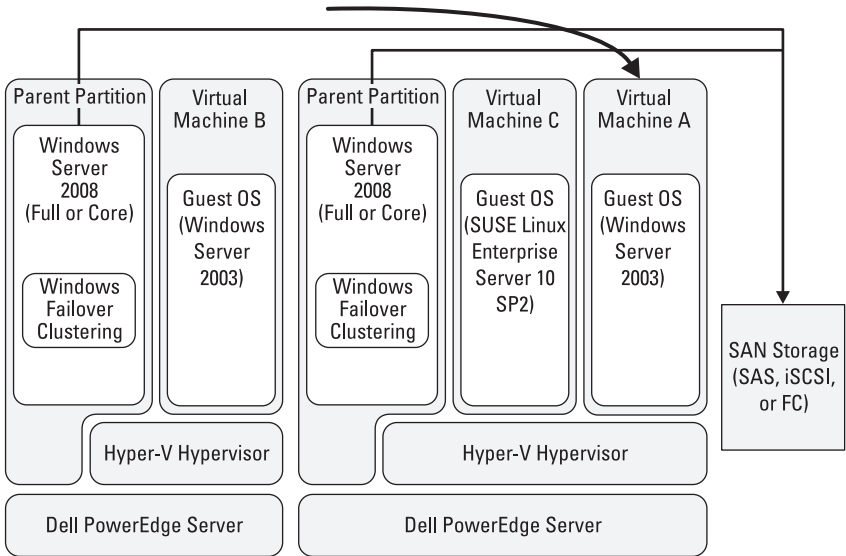 Parent Partition
Windows
Server
2008
(Full or Core)
Windows
Failover
Clustering
Virtual
Machine B
Guest OS
(Windows
Server
2003)
Hyper-V Hypervisor
Dell PowerEdge Server
Parent Partition
Windows
Server
2008
(Full or Core)
Windows
Failover
Clustering
Virtual
Machine C
Guest OS
(SUSE Linux
Enterprise
Server 10
SP2)
Virtual
Machine A
Guest OS
(Windows
Server
2003)
Hyper-V Hypervisor
Dell PowerEdge Server
SAN Storage
(SAS, iSCSI,
or FC)